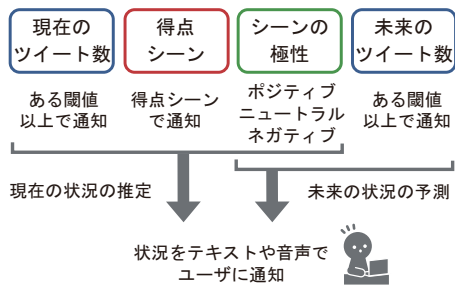 現在の
ツイート数
得点
シーン
シーンの
極性
未来の
ツイート数
ある閾値
以上で通知
得点シーン
で通知
ポジティブ
ニュートラル
ネガティブ
ある閾値
以上で通知
現在の状況の推定
未来の状況の予測
状況をテキストや音声で
ユーザに通知